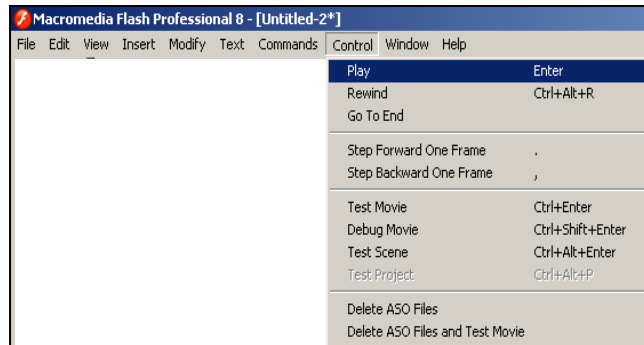 Macromedia Flash Professional 8 - [Untitled-2*]
File Edit View Insert Modify Text Commands Control Window Help
Play Enter
Rewind Ctrl+Alt+R
Go To End
Step Forward One Frame .
Step Backward One Frame ,
Test Movie Ctrl+Enter
Debug Movie Ctrl+Shift+Enter
Test Scene Ctrl+Alt+Enter
Test Project Ctrl+Alt+P
Delete ASO Files
Delete ASO Files and Test Movie